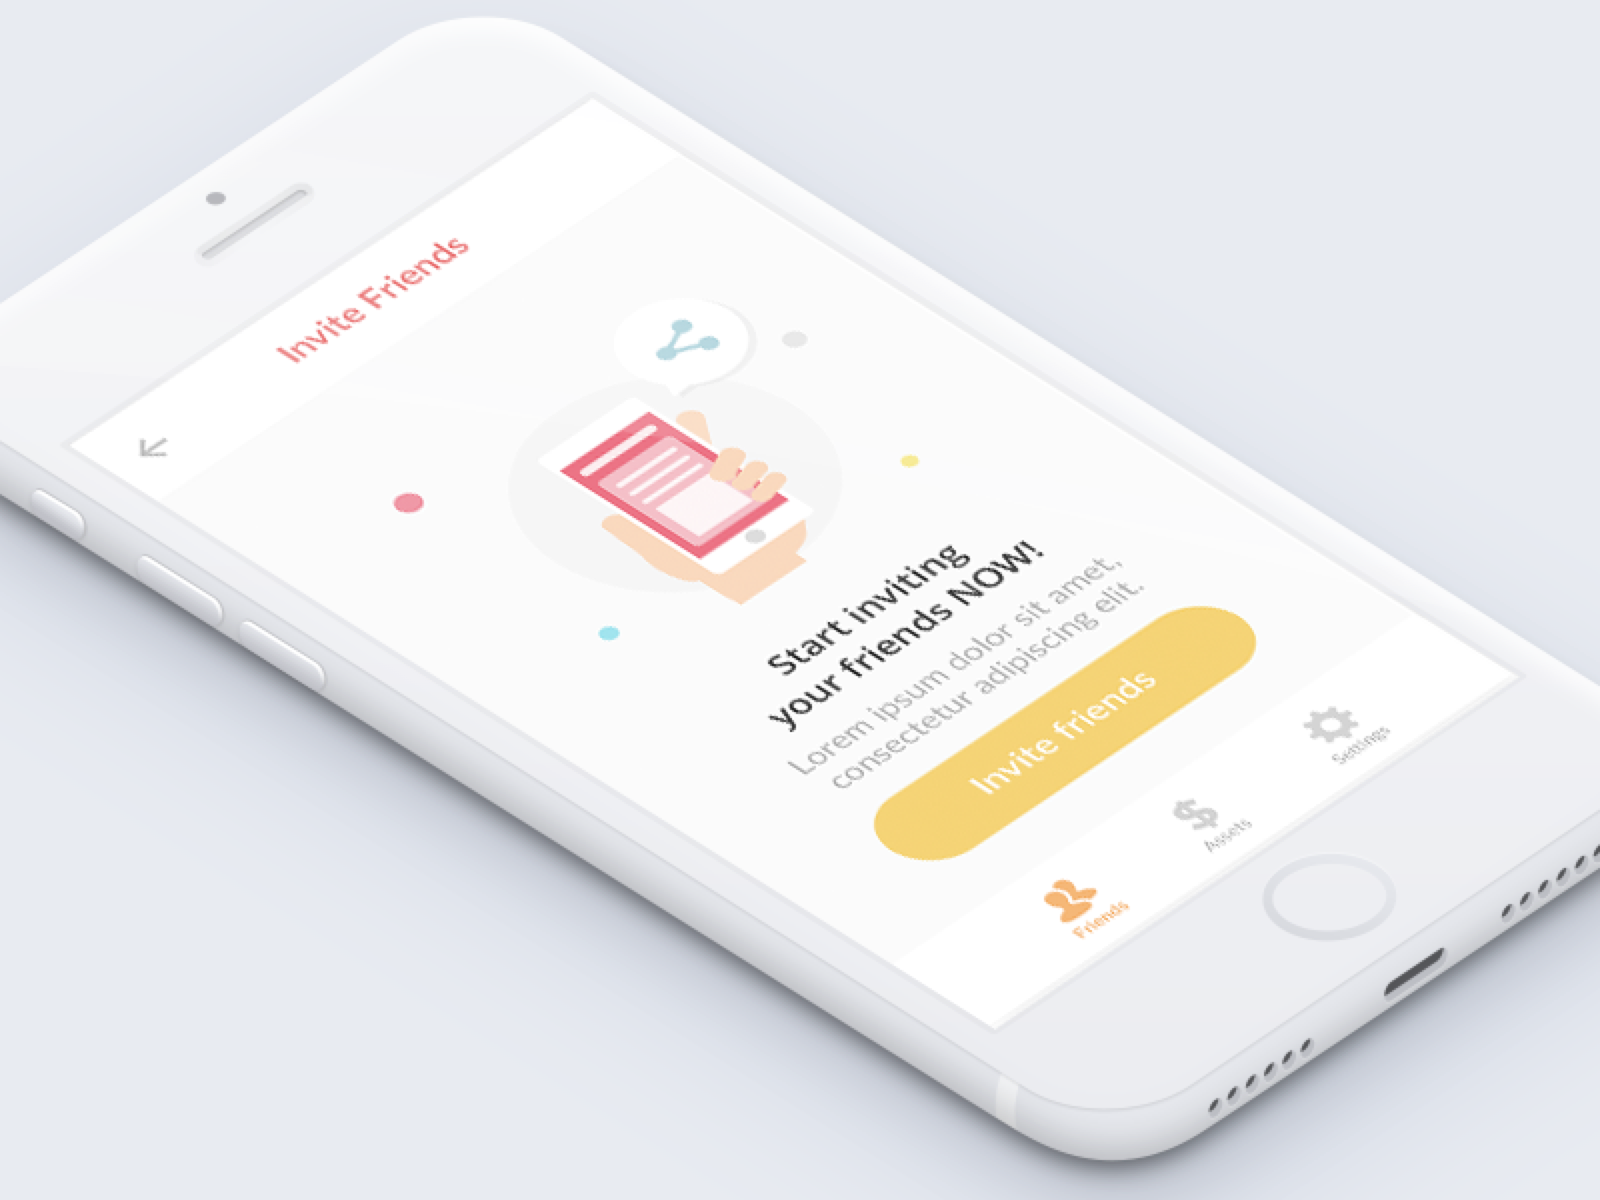 Invite Friends
Start inviting
your friends NOW!
Lorem ipsum dolor sit amet,
consectetur adipiscing elit.
Invite friends
Friends
Assets
Settings